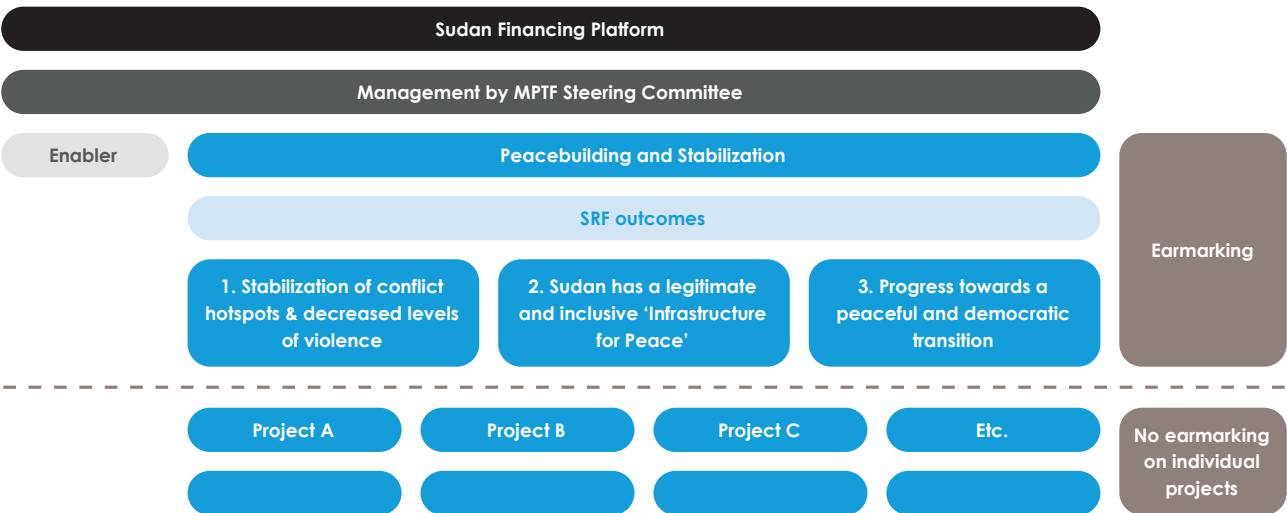 Sudan Financing Platform
Management by MPTF Steering Committee
Enabler
Peacebuilding and Stabilization
SRF outcomes
1. Stabilization of conflict
hotspots & decreased levels
of violence
2. Sudan has a legitimate
and inclusive ‘Infrastructure
for Peace’
3. Progress towards a
peaceful and democratic
transition
Earmarking
Project A
Project B
Project C
Etc.
No earmarking
on individual
projects